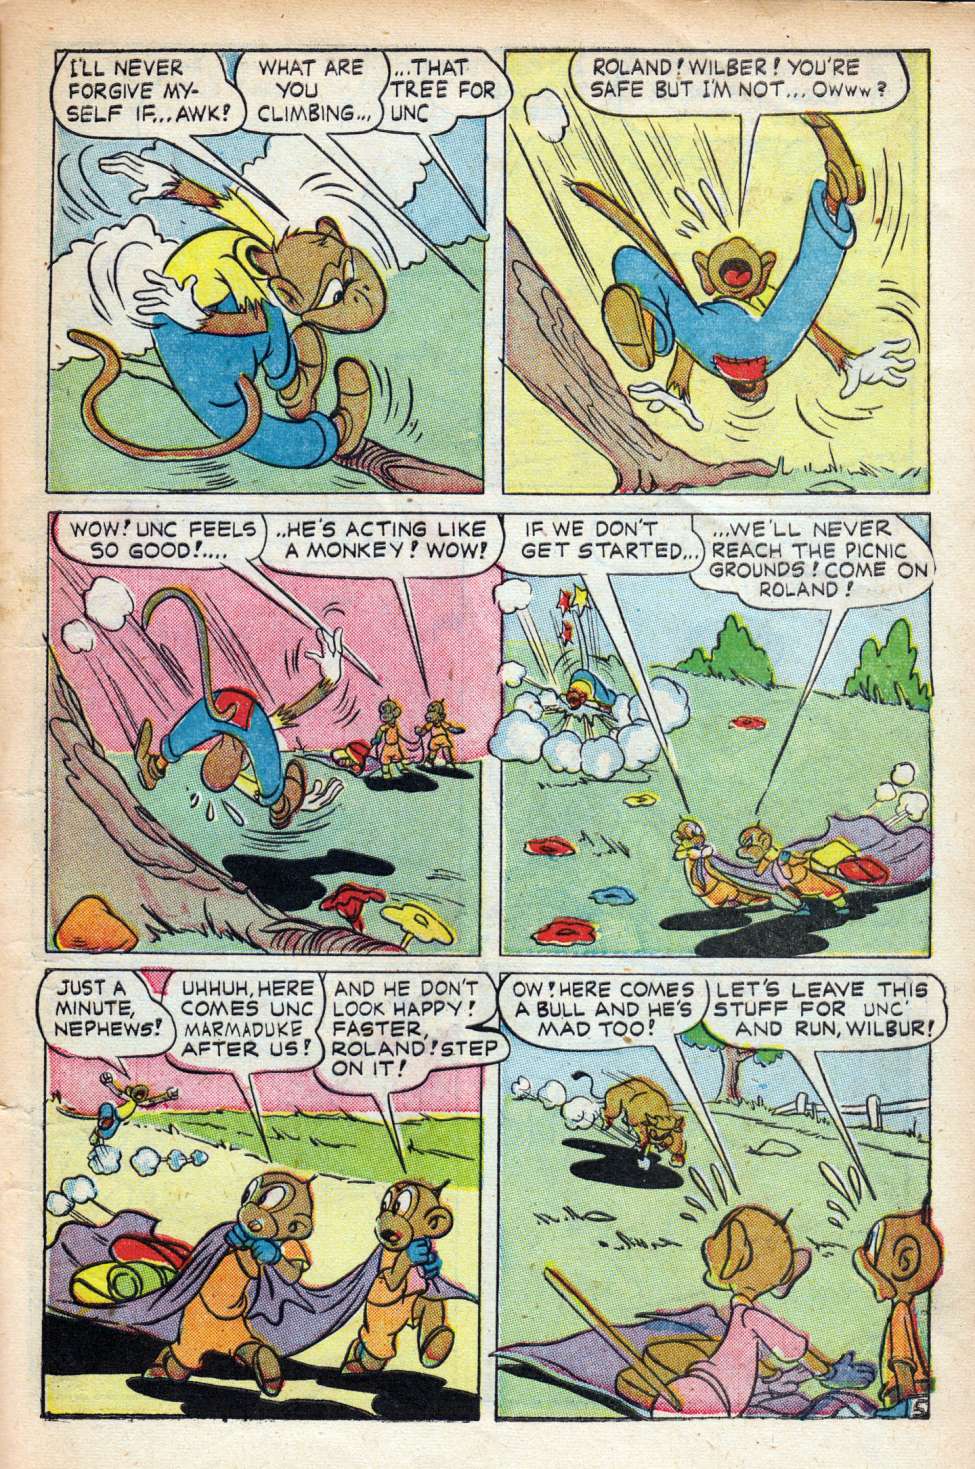 I'LL NEVER
FORGIVE MY-
SELF IF...AWK!
WHAT ARE
YOU
CLIMBING...
...THAT
TREE FOR
UNC
ROLAND! WILBER! YOU'RE
SAFE BUT I'M NOT...OWWW?
WOW! UNC FEELS
SO GOOD!....
..HE'S ACTING LIKE
A MONKEY! WOW!
IF WE DON'T
GET STARTED...
...WE'LL NEVER
REACH THE PICNIC
GROUNDS! COME ON
ROLAND!
JUST A
MINUTE,
NEPHEWS!
UHHUH, HERE
COMES UNC
MARMADUKE
AFTER US!
AND HE DON'T
LOOK HAPPY!
FASTER,
ROLAND! STEP
ON IT!
OW! HERE COMES
A BULL AND HE'S
MAD TOO!
LET'S LEAVE THIS
STUFF FOR UNC'
AND RUN, WILBUR!
5